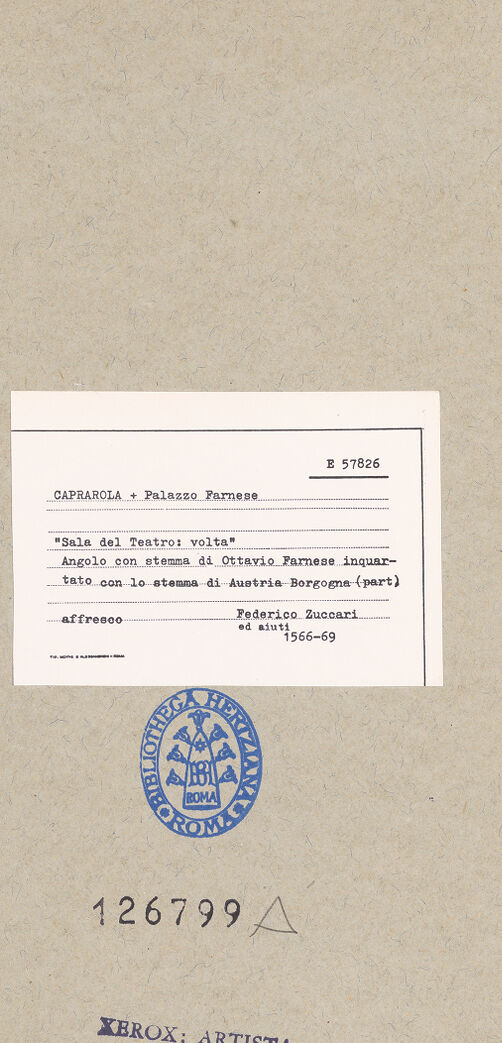 E 57826
CAPRAROLA + Palazzo Farnese
"Sala del Teatro: volta"
Angolo con stemma di Ottavio Farnese inquar-
tato con lo stemma di Austria Borgogna (part)
affresco Federico Zuccari
ed aiuti
1566-69
BIBLIOTHECA HERTZIANA
ROMA
BH
ROMA
126799
XEROX: ARTISTA